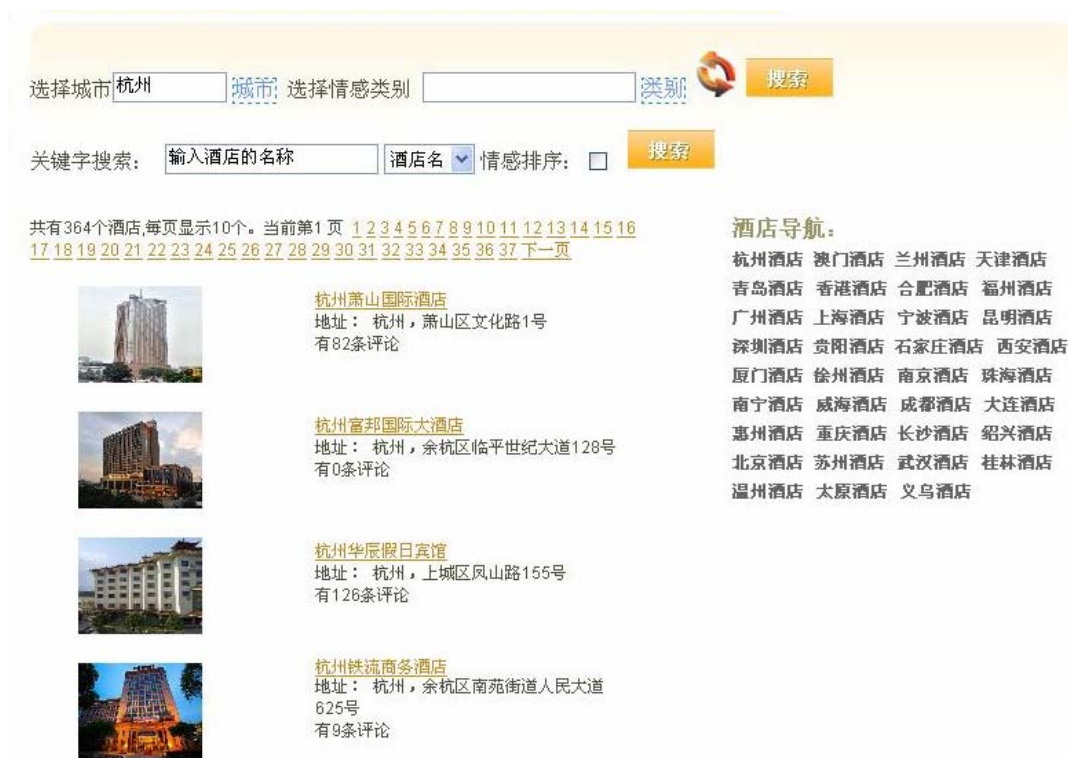 选择城市 杭州 城市 选择情感类别 类别 搜索
关键字搜索： 输入酒店的名称 酒店名 情感排序： 搜索
共有364个酒店,每页显示10个。当前第1 页 1 2 3 4 5 6 7 8 9 10 11 12 13 14 15 16
17 18 19 20 21 22 23 24 25 26 27 28 29 30 31 32 33 34 35 36 37 下一页
杭州萧山国际酒店
地址： 杭州，萧山区文化路1号
有82条评论
杭州富邦国际大酒店
地址： 杭州，余杭区临平世纪大道128号
有0条评论
杭州华辰假日宾馆
地址： 杭州，上城区凤山路155号
有126条评论
杭州铁流商务酒店
地址： 杭州，余杭区南苑街道人民大道
625号
有9条评论
酒店导航：
杭州酒店 澳门酒店 兰州酒店 天津酒店
青岛酒店 香港酒店 合肥酒店 福州酒店
广州酒店 上海酒店 宁波酒店 昆明酒店
深圳酒店 贵阳酒店 石家庄酒店 西安酒店
厦门酒店 徐州酒店 南京酒店 珠海酒店
南宁酒店 威海酒店 成都酒店 大连酒店
惠州酒店 重庆酒店 长沙酒店 绍兴酒店
北京酒店 苏州酒店 武汉酒店 桂林酒店
温州酒店 太原酒店 义乌酒店